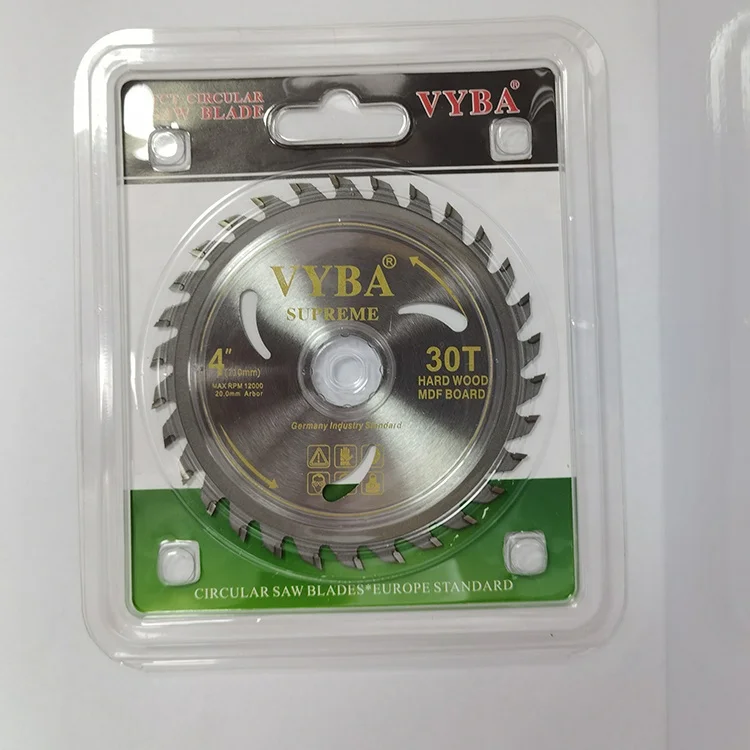 TCT CIRCULAR
SAW BLADE
VYBA®
VYBA®
SUPREME
4"
MAX RPM 12000
20.0mm Arbor
30T
HARD WOOD
MDF BOARD
Germany Industry Standard
CIRCULAR SAW BLADES*EUROPE STANDARD